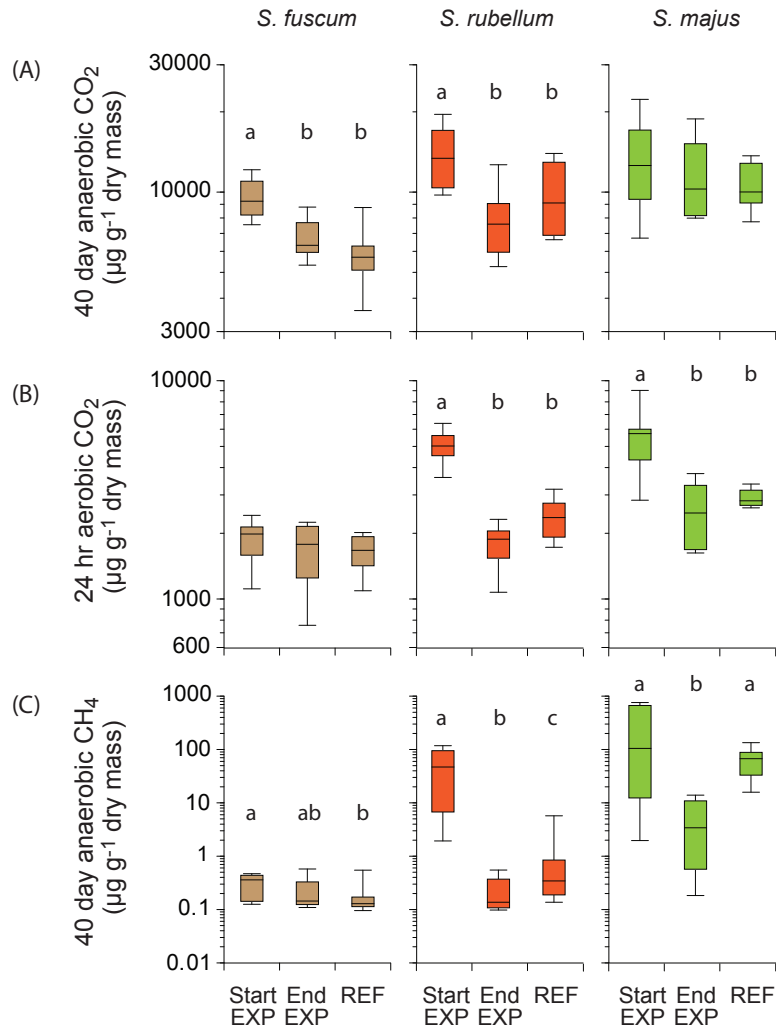 S. fuscum S. rubellum S. majus
(A)
40 day anaerobic CO2
(µg g-1 dry mass)
30000
10000
3000
a b b
a b b
(B)
24 hr aerobic CO2
(µg g-1 dry mass)
10000
1000
600
a b b
a b b
(C)
40 day anaerobic CH4
(µg g-1 dry mass)
1000
100
10
1
0.1
0.01
a ab b
a b c
a b a
Start End REF Start End REF Start End REF
EXP EXP EXP EXP EXP EXP